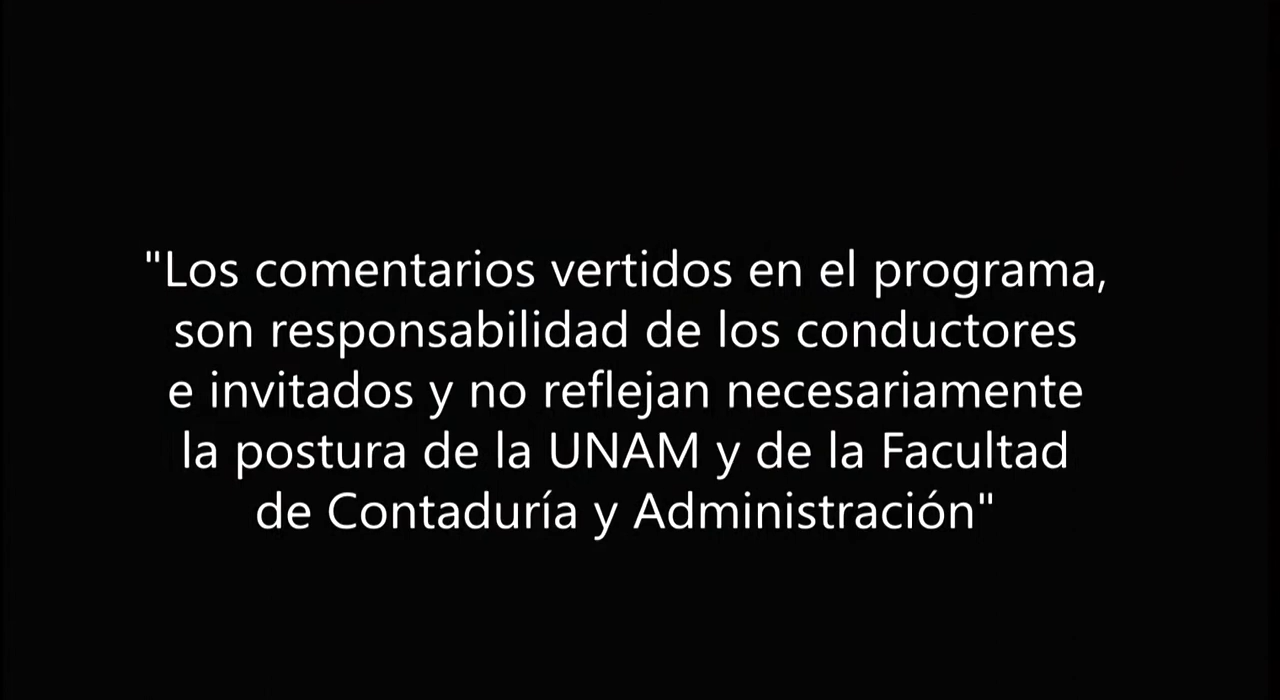 "Los comentarios vertidos en el programa,
son responsabilidad de los conductores
e invitados y no reflejan necesariamente
la postura de la UNAM y de la Facultad
de Contaduría y Administración"